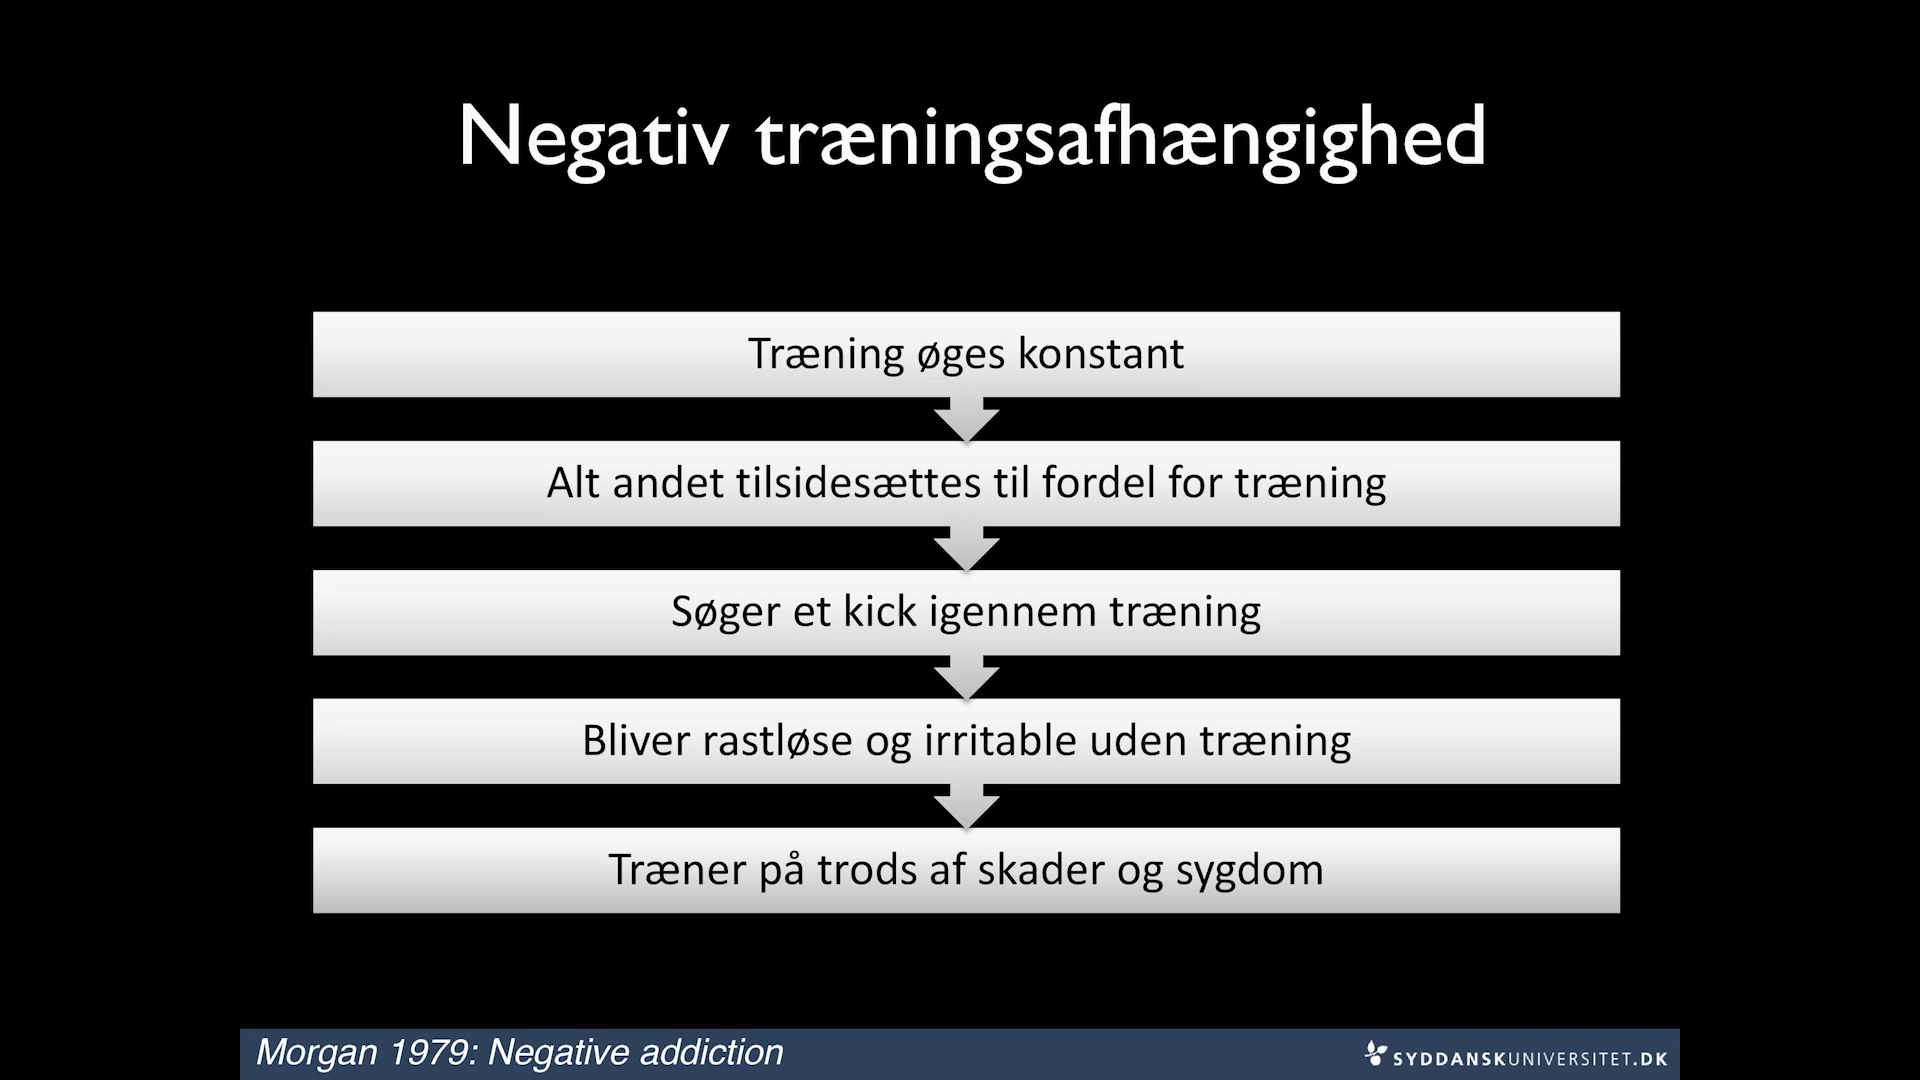 Negativ træningsafhængighed
Træning øges konstant
Alt andet tilsidesættes til fordel for træning
Søger et kick igennem træning
Bliver rastløse og irritable uden træning
Træner på trods af skader og sygdom
Morgan 1979: Negative addiction
SYDDANSKUNIVERSITET.DK